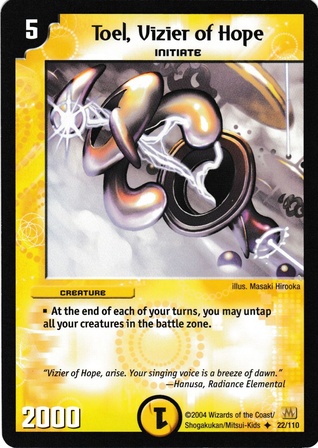 5
Toel, Vizier of Hope
INITIATE
illus. Masaki Hirooka
CREATURE
▪ At the end of each of your turns, you may untap
all your creatures in the battle zone.
"Vizier of Hope, arise. Your singing voice is a breeze of dawn."
—Hanusa, Radiance Elemental
2000
1
©2004 Wizards of the Coast/
Shogakukan/Mitsui-Kids ✦ 22/110